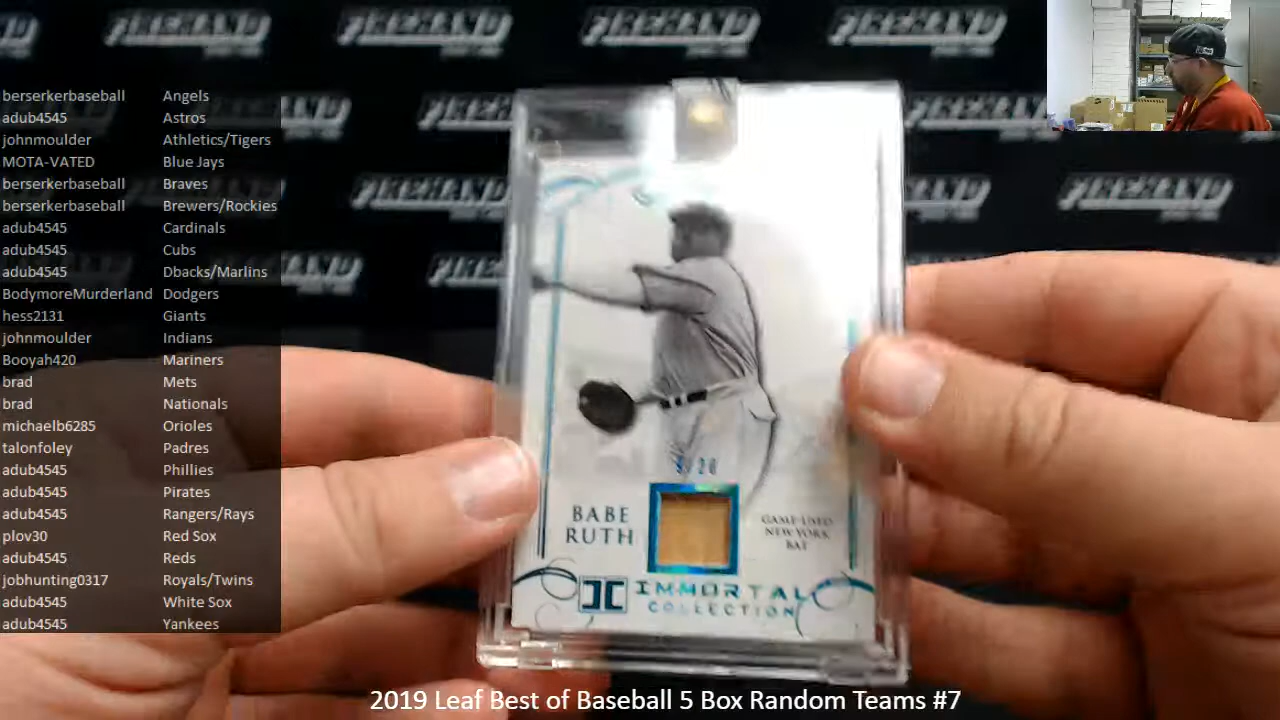 FIREHAND FIREHAND FIREHAND FIREHAND
berserkerbaseball Angels
adub4545 Astros
johnmoulder Athletics/Tigers
MOTA-VATED Blue Jays
berserkerbaseball Braves
berserkerbaseball Brewers/Rockies
adub4545 Cardinals
adub4545 Cubs
adub4545 Dbacks/Marlins
BodymoreMurderland Dodgers
hess2131 Giants
johnmoulder Indians
Booyah420 Mariners
brad Mets
brad Nationals
michaelb6285 Orioles
talonfoley Padres
adub4545 Phillies
adub4545 Pirates
adub4545 Rangers/Rays
plov30 Red Sox
adub4545 Reds
jobhunting0317 Royals/Twins
adub4545 White Sox
adub4545 Yankees
BABE
RUTH
GAME-USED
NEW YORK
BAT
IMMORTAL
COLLECTION
2019 Leaf Best of Baseball 5 Box Random Teams #7